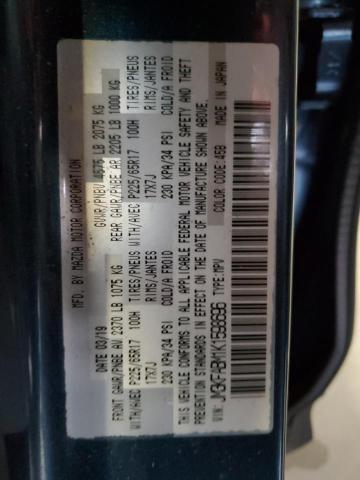 MFD. BY MAZDA MOTOR CORPORATION
DATE 03/19 GVWR/PNBV 4575 LB 2075 KG
FRONT GAWR/PNBE AV 2370 LB 1075 KG REAR GAWR/PNBE AR 2205 LB 1000 KG
WITH/AVEC P225/65R17 100H TIRES/PNEUS WITH/AVEC P225/65R17 100H TIRES/PNEUS
17X7J RIMS/JANTES 17X7J RIMS/JANTES
230 KPA/34 PSI COLD/A FROID 230 KPA/34 PSI COLD/A FROID
THIS VEHICLE CONFORMS TO ALL APPLICABLE FEDERAL MOTOR VEHICLE SAFETY AND THEFT
PREVENTION STANDARDS IN EFFECT ON THE DATE OF MANUFACTURE SHOWN ABOVE.
VIN: TYPE:MPV COLOR CODE:45B MADE IN JAPAN